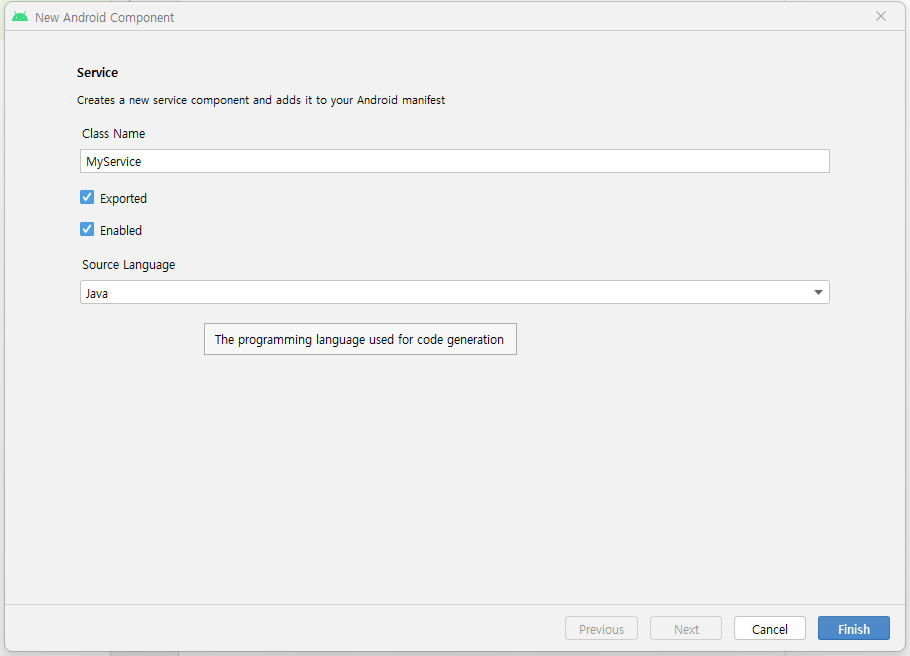 New Android Component
Service
Creates a new service component and adds it to your Android manifest
Class Name
MyService
Exported
Enabled
Source Language
Java
The programming language used for code generation
Previous
Next
Cancel
Finish